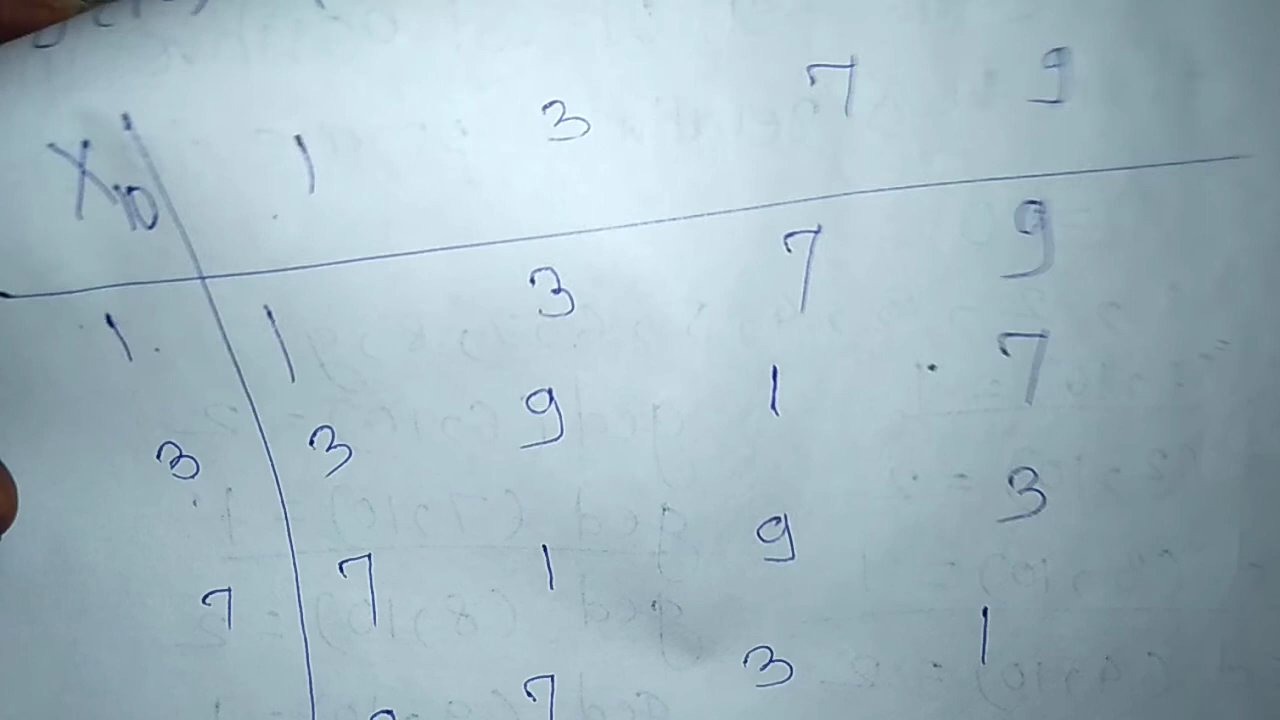 X10 1 3 7 9
1. 1 3 7 9
3 3 9 1 7
7 7 1 9 3
7 3 1